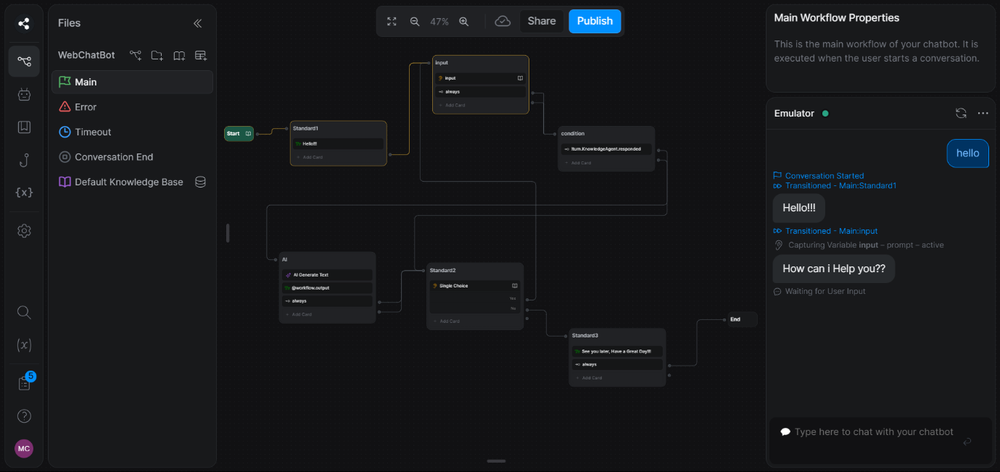 Files
WebChatBot
Main
Error
Timeout
Conversation End
Default Knowledge Base
5
MC
47%
Share
Publish
Start
Standard1
Hello!!!
Add Card
input
input
always
Add Card
condition
!turn.KnowledgeAgent.responded
Add Card
AI
AI Generate Text
@workflow.output
always
Add Card
Standard2
Single Choice
Yes
No
Add Card
Standard3
See you later, Have a Great Day!!!
always
Add Card
End
Main Workflow Properties
This is the main workflow of your chatbot. It is
executed when the user starts a conversation.
Emulator
hello
Conversation Started
Transitioned - Main:Standard1
Hello!!!
Transitioned - Main:input
Capturing Variable input – prompt – active
How can i Help you??
Waiting for User Input
Type here to chat with your chatbot